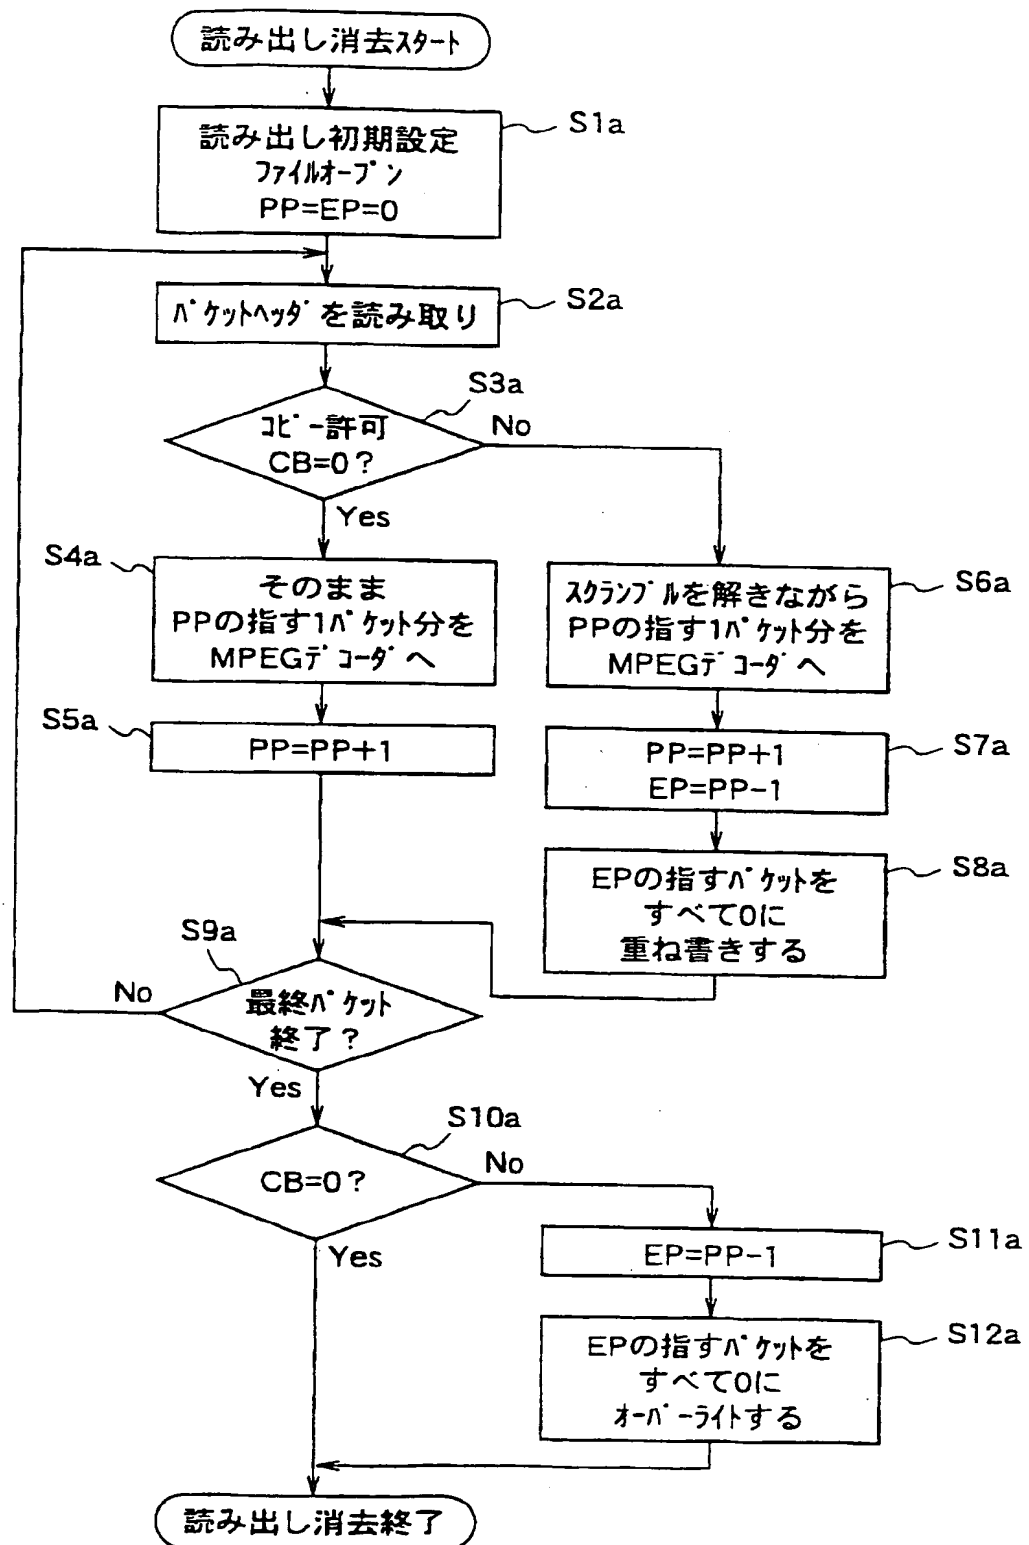 読み出し消去ｽﾀｰﾄ
S1a
読み出し初期設定
ﾌｧｲﾙｵｰﾌﾟﾝ
PP=EP=0
S2a
ﾊﾟｹｯﾄﾍｯﾀﾞを読み取り
S3a
ｺﾋﾟｰ許可
CB=0?
No
Yes
S4a
そのまま
PPの指す1ﾊﾟｹｯﾄ分を
MPEGﾃﾞｺｰﾀﾞへ
S6a
ｽｸﾗﾝﾌﾞﾙを解きながら
PPの指す1ﾊﾟｹｯﾄ分を
MPEGﾃﾞｺｰﾀﾞへ
S5a
PP=PP+1
S7a
PP=PP+1
EP=PP-1
S8a
EPの指すﾊﾟｹｯﾄを
すべて0に
重ね書きする
S9a
No
最終ﾊﾟｹｯﾄ
終了?
Yes
S10a
CB=0?
No
Yes
S11a
EP=PP-1
S12a
EPの指すﾊﾟｹｯﾄを
すべて0に
ｵｰﾊﾞｰﾗｲﾄする
読み出し消去終了